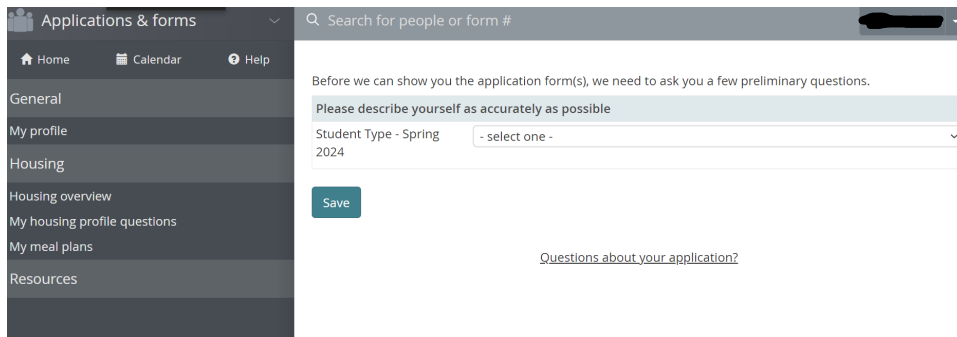 Applications & forms
Search for people or form #
Home Calendar Help
General
My profile
Housing
Housing overview
My housing profile questions
My meal plans
Resources
Before we can show you the application form(s), we need to ask you a few preliminary questions.
Please describe yourself as accurately as possible
Student Type - Spring
2024
- select one -
Save
Questions about your application?